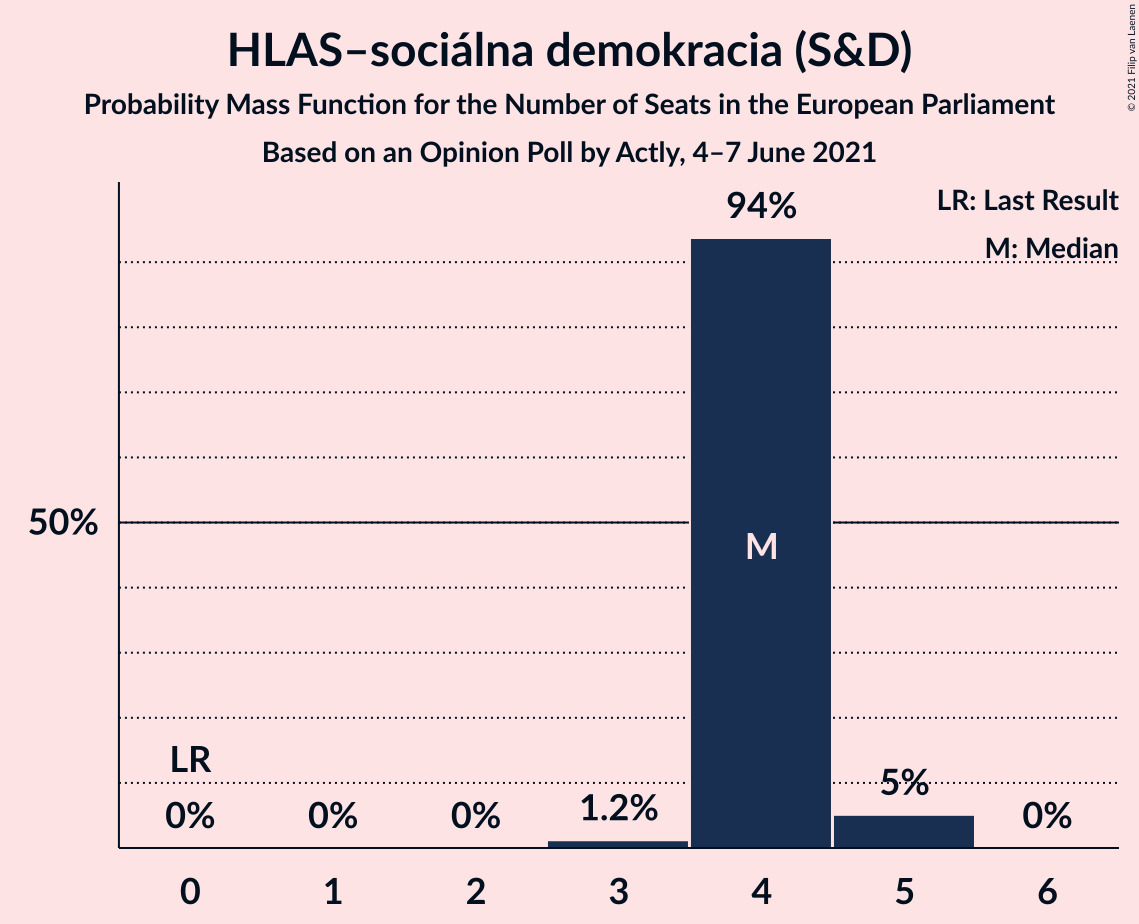 HLAS–sociálna demokracia (S&D)
Probability Mass Function for the Number of Seats in the European Parliament
Based on an Opinion Poll by Actly, 4–7 June 2021
© 2021 Filip van Laenen
LR: Last Result
M: Median
94%
50%
M
LR
0% 0% 0% 1.2% 5% 0%
0 1 2 3 4 5 6